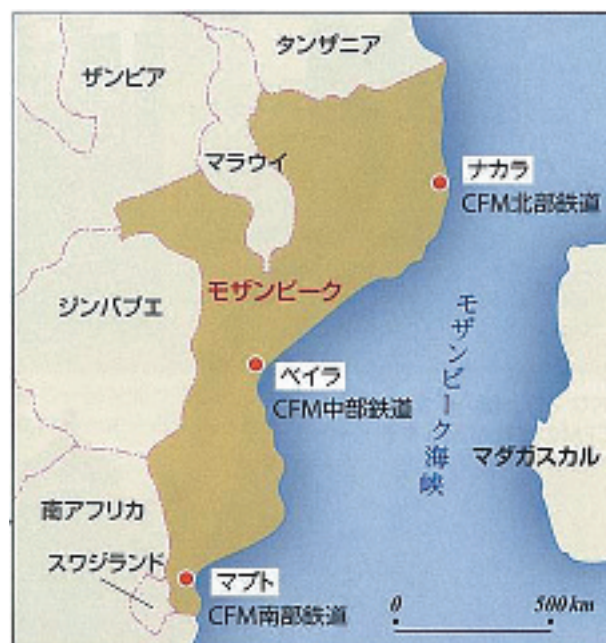 タンザニア
ザンビア
マラウイ
ナカラ
CFM北部鉄道
モザンビーク
ジンバブエ
モザンビーク海峡
ベイラ
CFM中部鉄道
マダガスカル
南アフリカ
スワジランド
マプト
CFM南部鉄道
0 500km